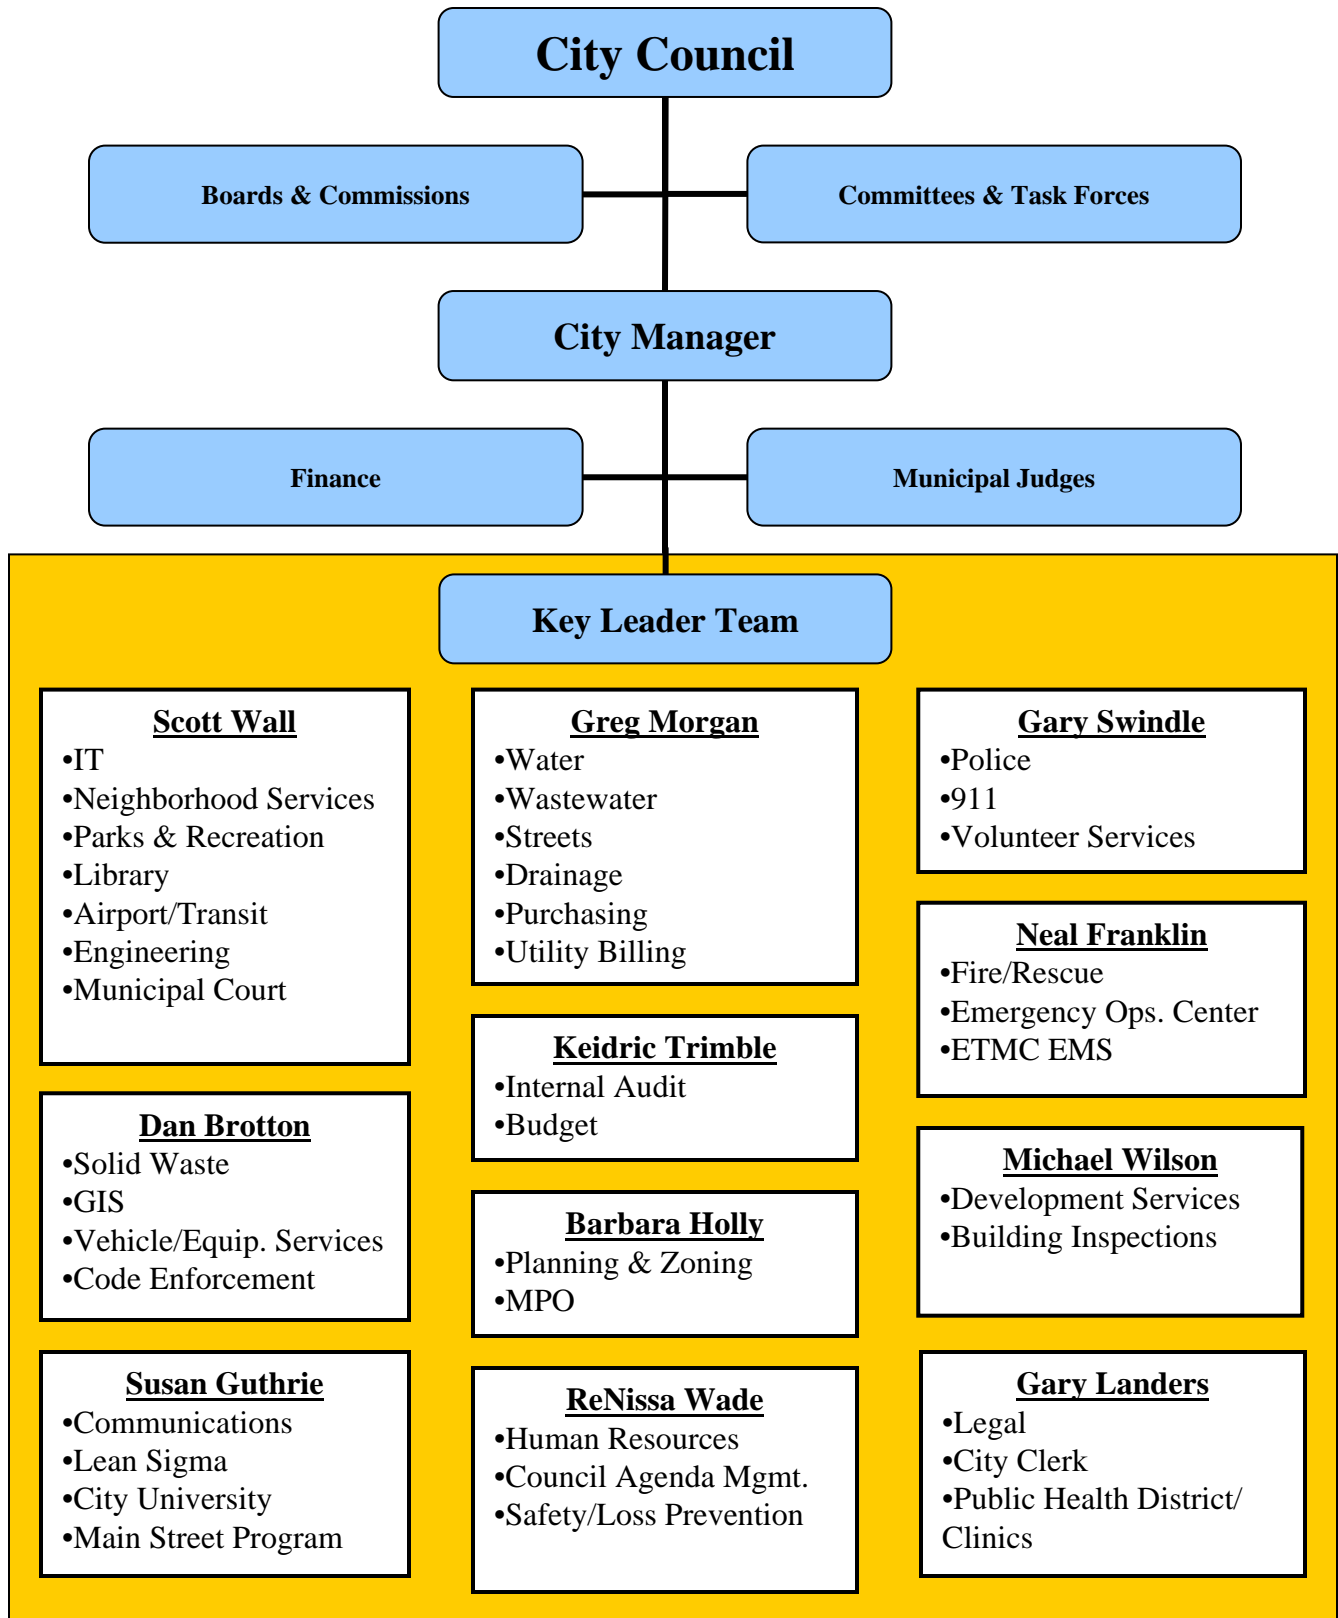 City Council
Boards & Commissions
Committees & Task Forces
City Manager
Finance
Municipal Judges
Key Leader Team
Scott Wall
•IT
•Neighborhood Services
•Parks & Recreation
•Library
•Airport/Transit
•Engineering
•Municipal Court
Dan Brotton
•Solid Waste
•GIS
•Vehicle/Equip. Services
•Code Enforcement
Susan Guthrie
•Communications
•Lean Sigma
•City University
•Main Street Program
Greg Morgan
•Water
•Wastewater
•Streets
•Drainage
•Purchasing
•Utility Billing
Keidric Trimble
•Internal Audit
•Budget
Barbara Holly
•Planning & Zoning
•MPO
ReNissa Wade
•Human Resources
•Council Agenda Mgmt.
•Safety/Loss Prevention
Gary Swindle
•Police
•911
•Volunteer Services
Neal Franklin
•Fire/Rescue
•Emergency Ops. Center
•ETMC EMS
Michael Wilson
•Development Services
•Building Inspections
Gary Landers
•Legal
•City Clerk
•Public Health District/
Clinics